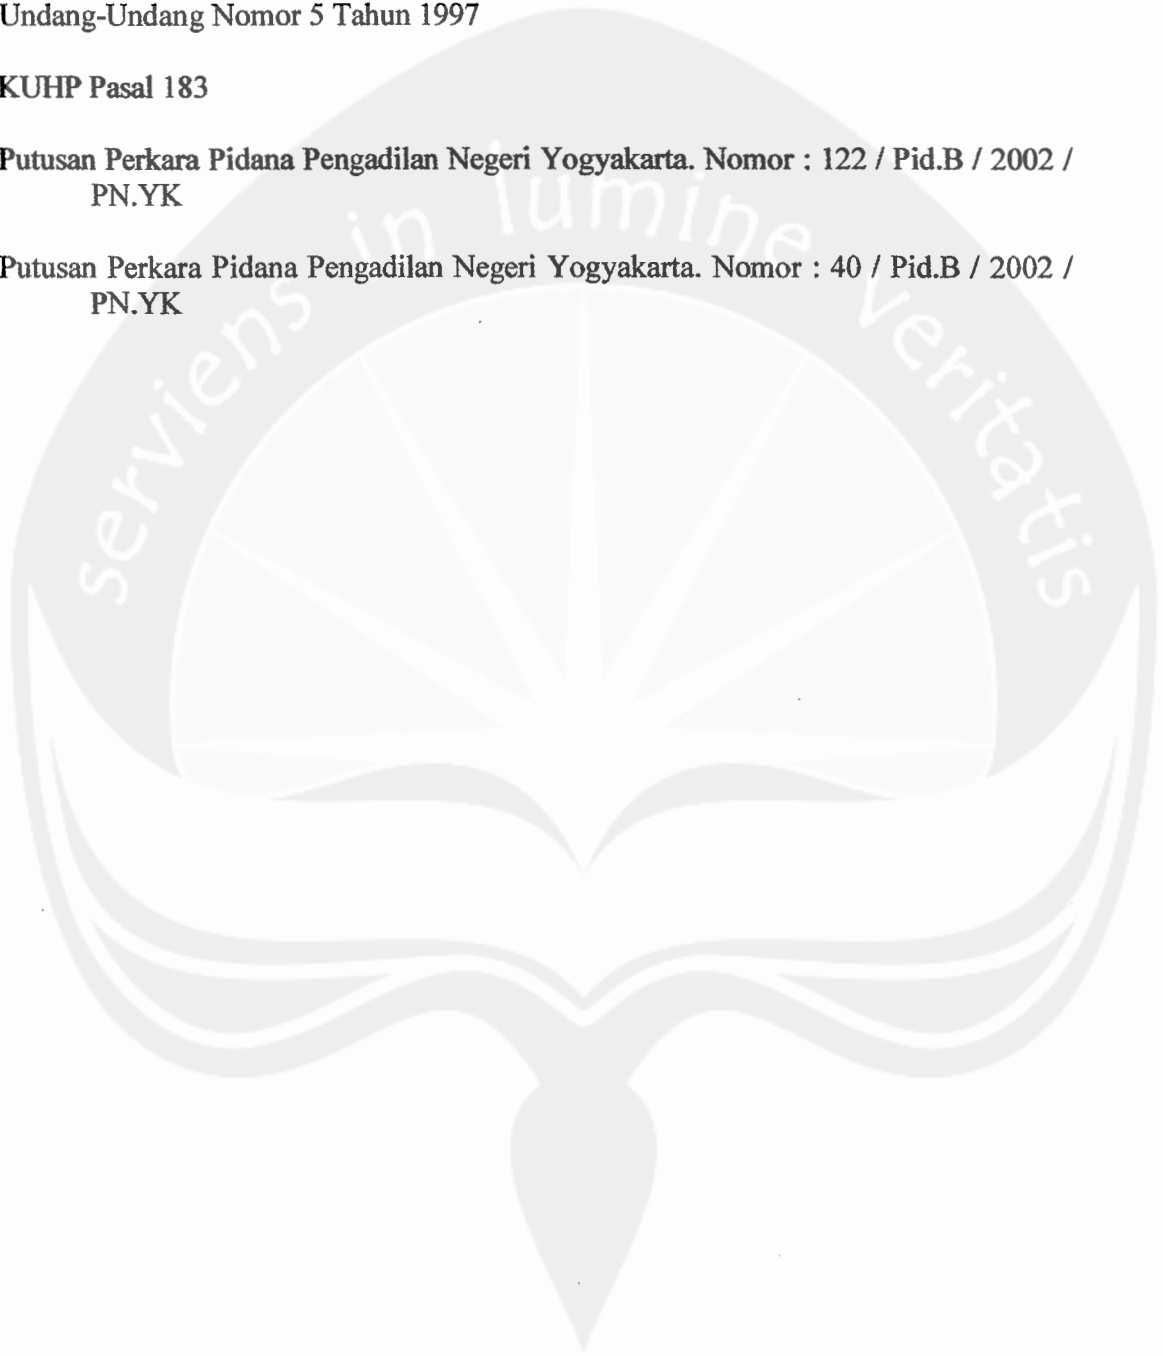 Undang-Undang Nomor 5 Tahun 1997
KUHP Pasal 183
Putusan Perkara Pidana Pengadilan Negeri Yogyakarta. Nomor : 122 / Pid.B / 2002 /
PN.YK
Putusan Perkara Pidana Pengadilan Negeri Yogyakarta. Nomor : 40 / Pid.B / 2002 /
PN.YK
serviens in lumine veritatis